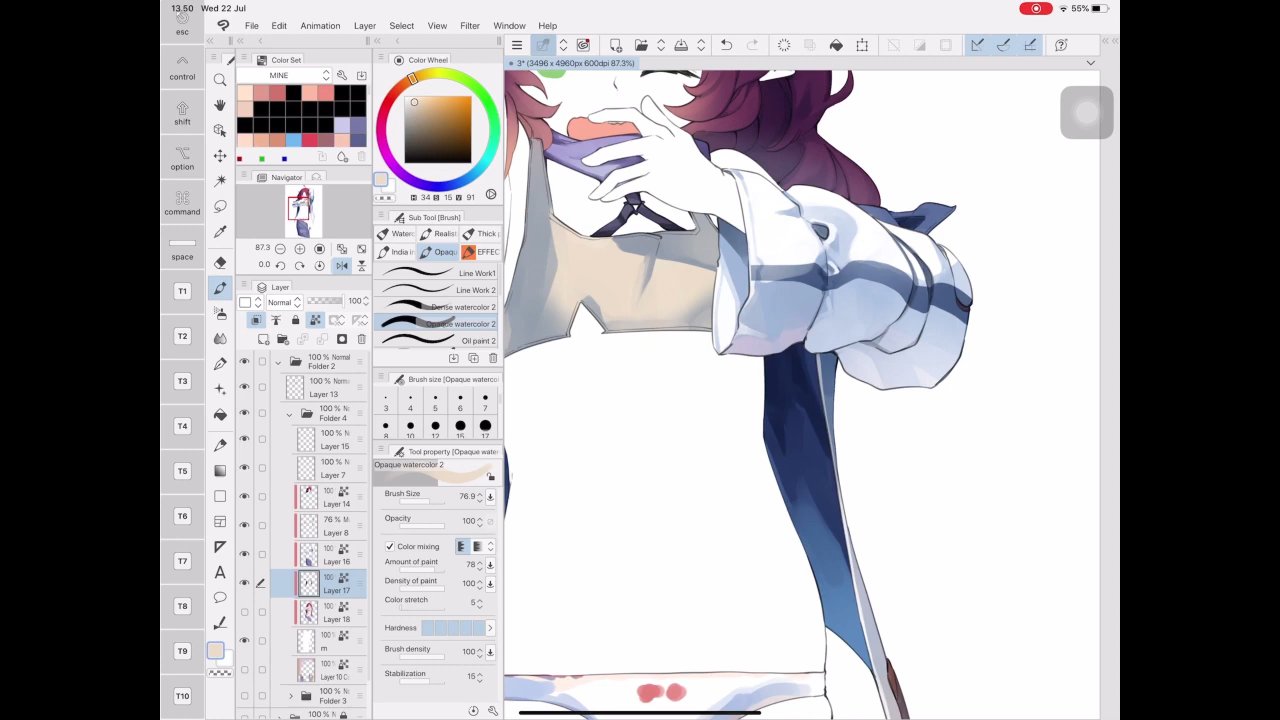 13.50 Wed 22 Jul
55%
esc
control
shift
option
command
space
T1
T2
T3
T4
T5
T6
T7
T8
T9
T10
File Edit Animation Layer Select View Filter Window Help
3* (3496 x 4960px 600dpi 87.3%)
Color Set
MINE
Navigator
87.3
0.0
Color Wheel
H 34 S 15 V 91
Sub Tool [Brush]
Waterc Realist Thick p
India in Opaqu EFFEC
Line Work1
Line Work 2
Dense watercolor 2
Opaque watercolor 2
Oil paint 2
Brush size [Opaque waterco
3 4 5 6 7
8 10 12 15 17
Tool property [Opaque wate
Opaque watercolor 2
Brush Size 76.9
Opacity 100
Color mixing
Amount of paint 78
Density of paint 100
Color stretch 5
Hardness
Brush density 100
Stabilization 15
Layer
Normal 100
100 % Normal
Folder 2
100 % Norm
Layer 13
100 % N
Folder 4
100 % N
Layer 15
100 % N
Layer 7
100
Layer 14
76 % M
Layer 8
100
Layer 16
100
Layer 17
100
Layer 18
100 %
m
100 %
Layer 10 C
100 % N
Folder 3
100 % N